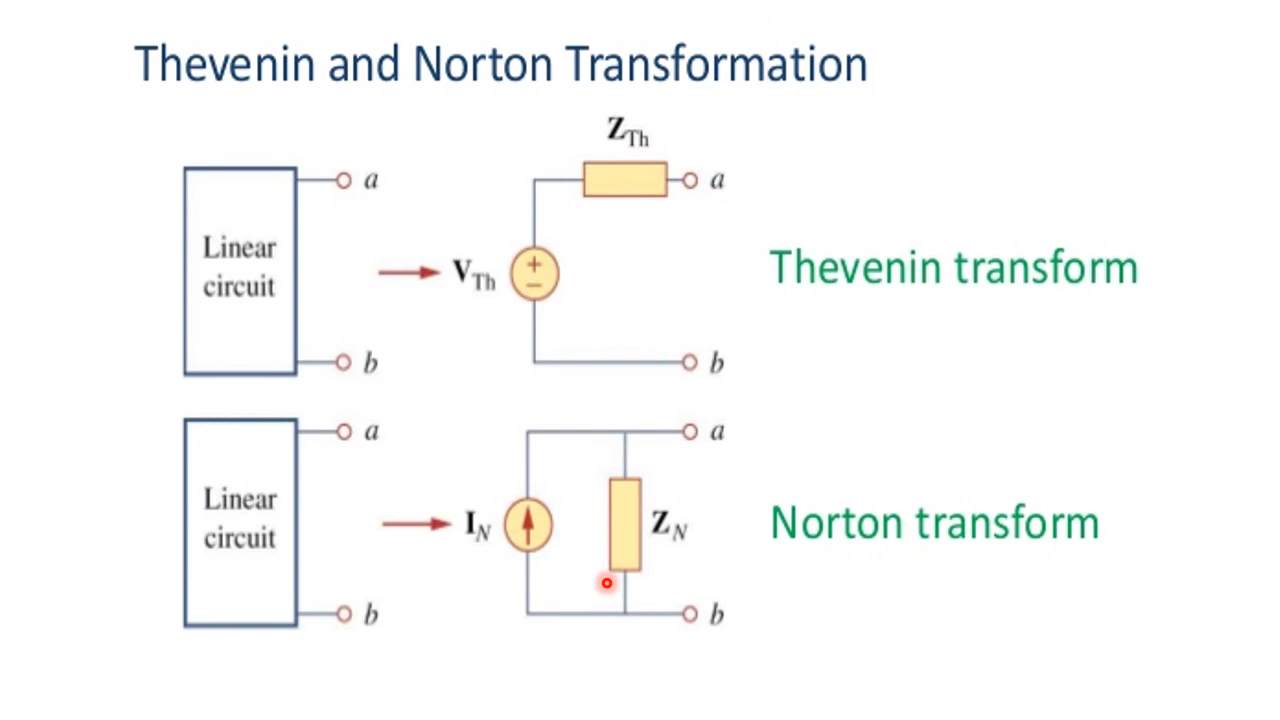 Thevenin and Norton Transformation
Z_Th
a
a
Linear
circuit
V_Th
+
−
Thevenin transform
b
b
a
a
Linear
circuit
I_N
Z_N
Norton transform
b
b